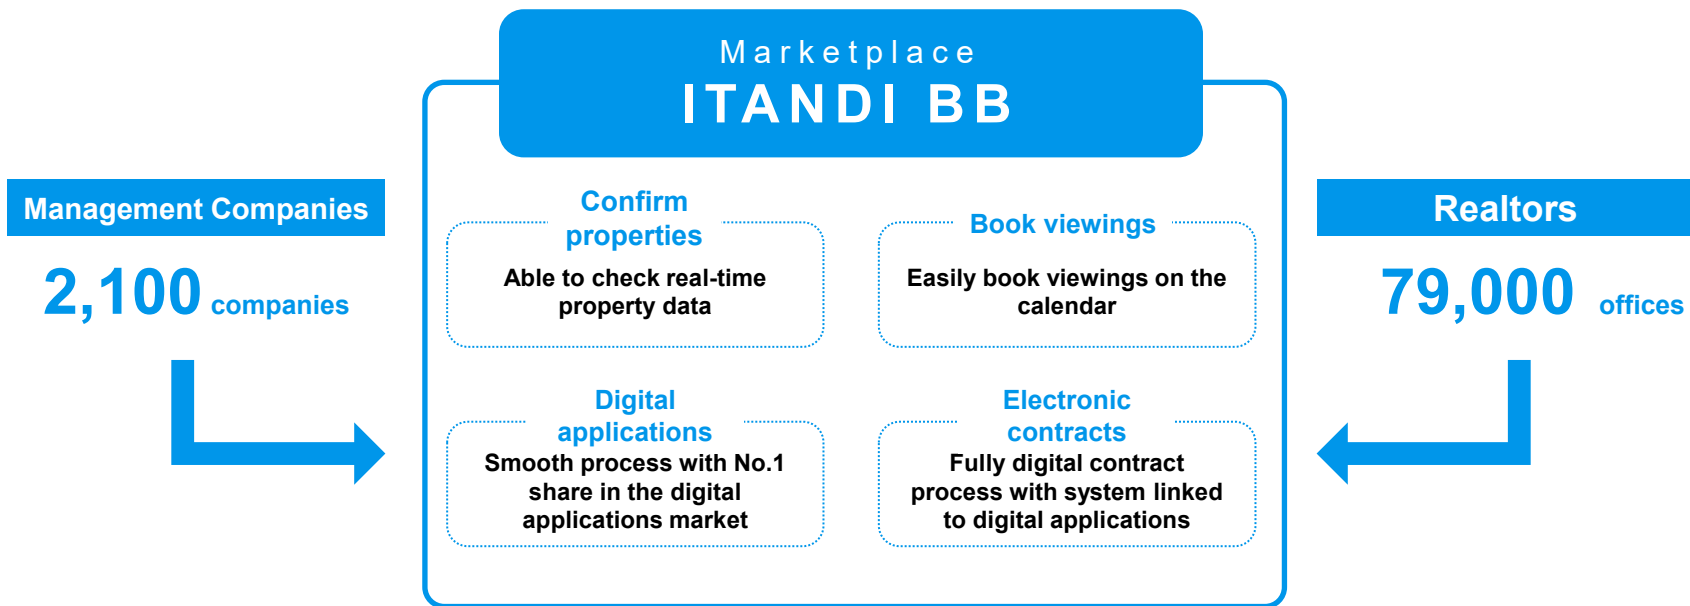 Marketplace
ITANDI BB
Management Companies
2,100 companies
Confirm
properties
Able to check real-time
property data
Book viewings
Easily book viewings on the
calendar
Digital
applications
Smooth process with No.1
share in the digital
applications market
Electronic
contracts
Fully digital contract
process with system linked
to digital applications
Realtors
79,000 offices